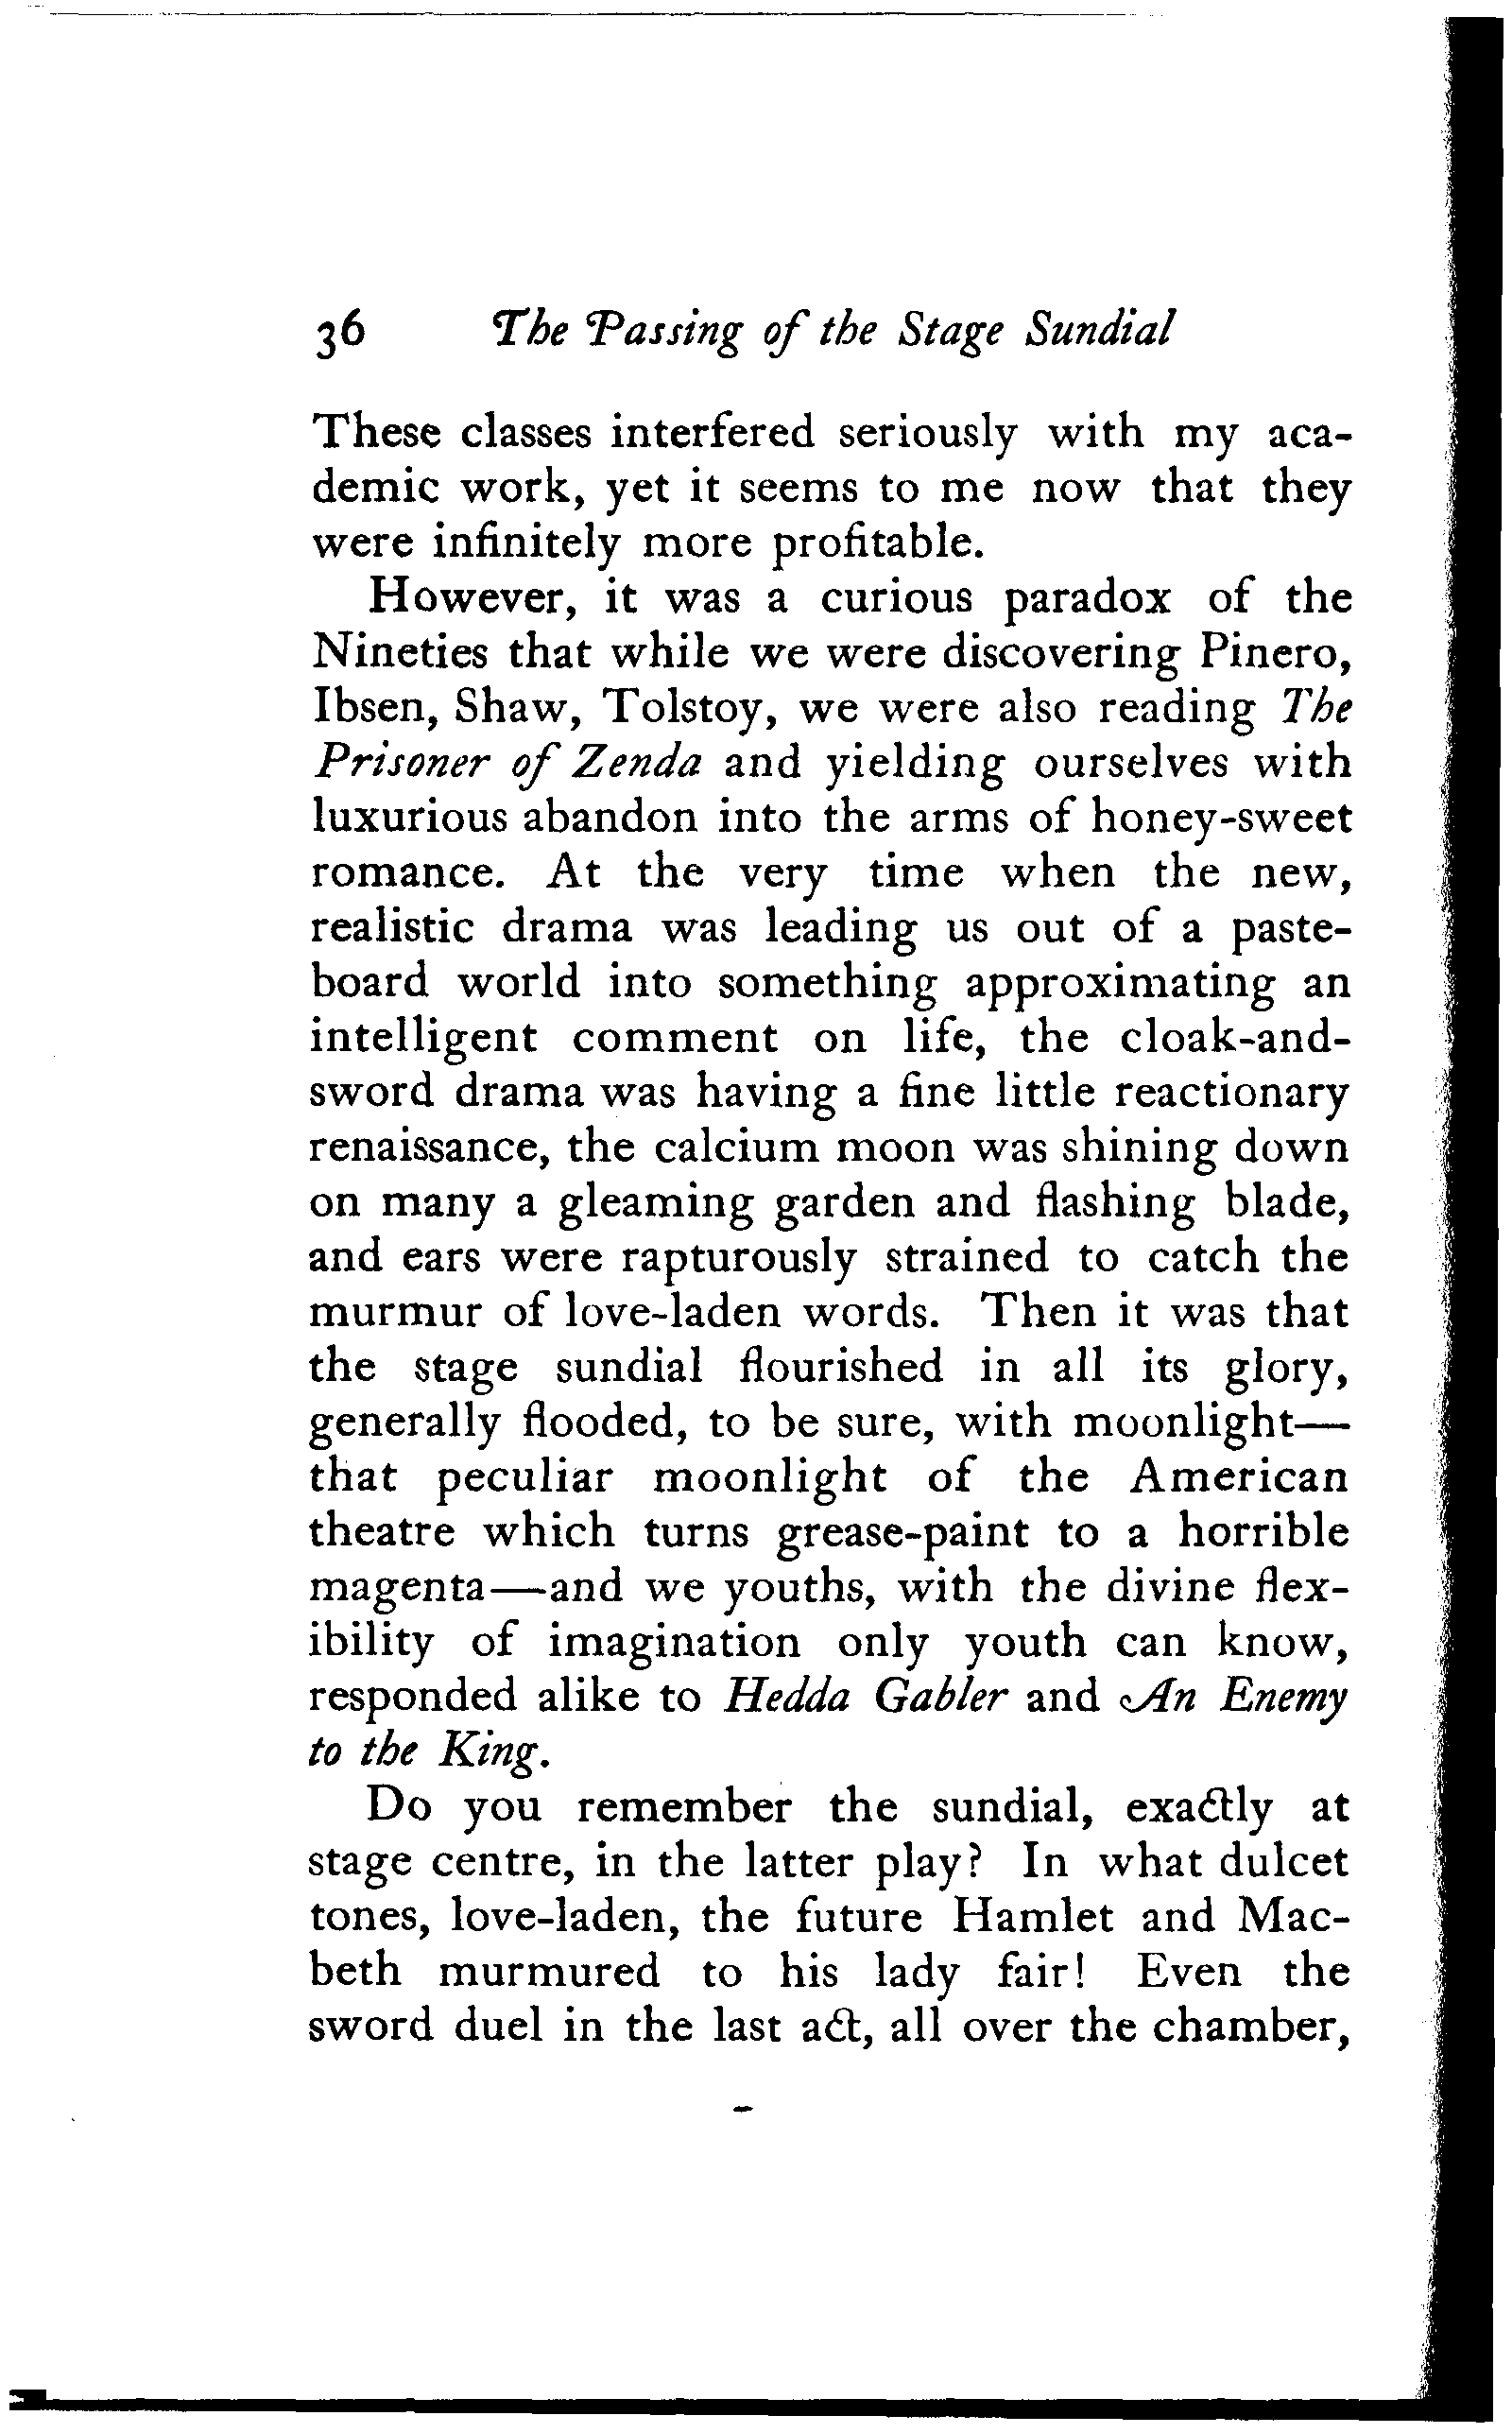 36 The Passing of the Stage Sundial
These classes interfered seriously with my aca-
demic work, yet it seems to me now that they
were infinitely more profitable.
However, it was a curious paradox of the
Nineties that while we were discovering Pinero,
Ibsen, Shaw, Tolstoy, we were also reading The
Prisoner of Zenda and yielding ourselves with
luxurious abandon into the arms of honey-sweet
romance. At the very time when the new,
realistic drama was leading us out of a paste-
board world into something approximating an
intelligent comment on life, the cloak-and-
sword drama was having a fine little reactionary
renaissance, the calcium moon was shining down
on many a gleaming garden and flashing blade,
and ears were rapturously strained to catch the
murmur of love-laden words. Then it was that
the stage sundial flourished in all its glory,
generally flooded, to be sure, with moonlight—
that peculiar moonlight of the American
theatre which turns grease-paint to a horrible
magenta—and we youths, with the divine flex-
ibility of imagination only youth can know,
responded alike to Hedda Gabler and An Enemy
to the King.
Do you remember the sundial, exactly at
stage centre, in the latter play? In what dulcet
tones, love-laden, the future Hamlet and Mac-
beth murmured to his lady fair! Even the
sword duel in the last act, all over the chamber,